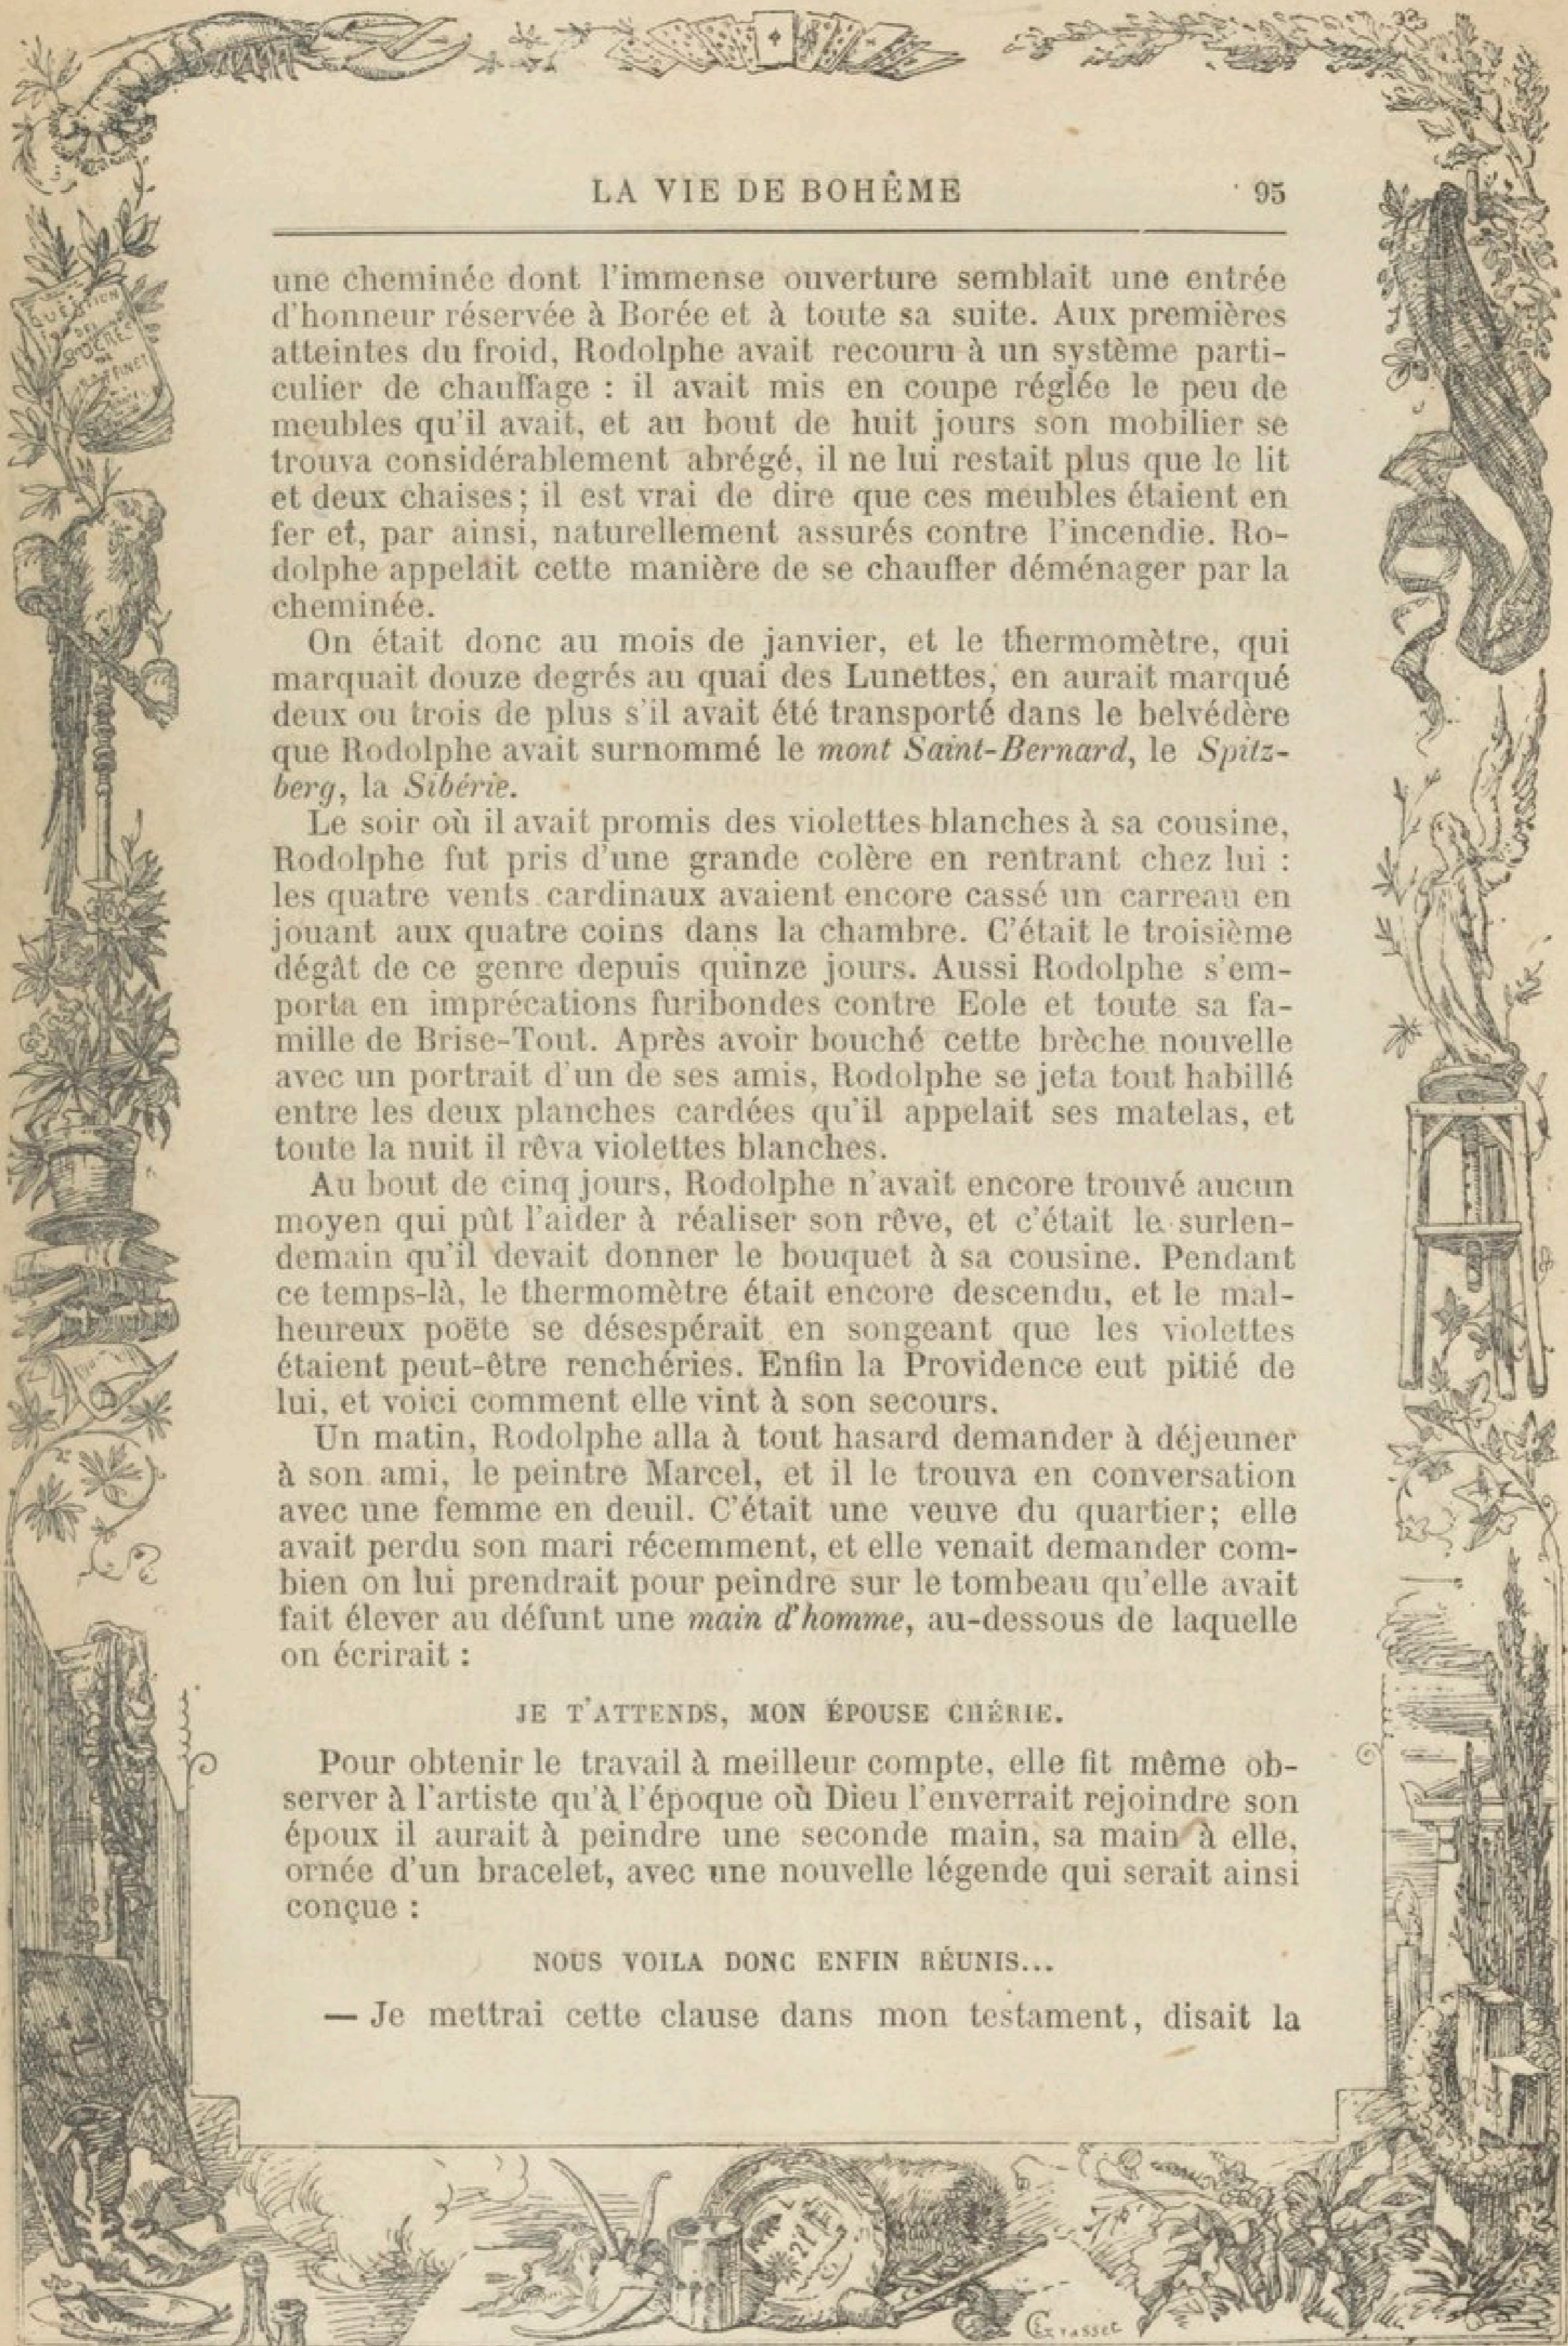 LA VIE DE BOHÊME 95
une cheminée dont l'immense ouverture semblait une entrée
d'honneur réservée à Borée et à toute sa suite. Aux premières
atteintes du froid, Rodolphe avait recouru à un système parti-
culier de chauffage : il avait mis en coupe réglée le peu de
meubles qu'il avait, et au bout de huit jours son mobilier se
trouva considérablement abrégé, il ne lui restait plus que le lit
et deux chaises; il est vrai de dire que ces meubles étaient en
fer et, par ainsi, naturellement assurés contre l'incendie. Ro-
dolphe appelait cette manière de se chauffer déménager par la
cheminée.
On était donc au mois de janvier, et le thermomètre, qui
marquait douze degrés au quai des Lunettes, en aurait marqué
deux ou trois de plus s'il avait été transporté dans le belvédère
que Rodolphe avait surnommé le mont Saint-Bernard, le Spitz-
berg, la Sibérie.
Le soir où il avait promis des violettes blanches à sa cousine,
Rodolphe fut pris d'une grande colère en rentrant chez lui :
les quatre vents cardinaux avaient encore cassé un carreau en
jouant aux quatre coins dans la chambre. C'était le troisième
dégât de ce genre depuis quinze jours. Aussi Rodolphe s'em-
porta en imprécations furibondes contre Eole et toute sa fa-
mille de Brise-Tout. Après avoir bouché cette brèche nouvelle
avec un portrait d'un de ses amis, Rodolphe se jeta tout habillé
entre les deux planches cardées qu'il appelait ses matelas, et
toute la nuit il rêva violettes blanches.
Au bout de cinq jours, Rodolphe n'avait encore trouvé aucun
moyen qui pût l'aider à réaliser son rêve, et c'était le surlen-
demain qu'il devait donner le bouquet à sa cousine. Pendant
ce temps-là, le thermomètre était encore descendu, et le mal-
heureux poëte se désespérait en songeant que les violettes
étaient peut-être renchéries. Enfin la Providence eut pitié de
lui, et voici comment elle vint à son secours.
Un matin, Rodolphe alla à tout hasard demander à déjeuner
à son ami, le peintre Marcel, et il le trouva en conversation
avec une femme en deuil. C'était une veuve du quartier; elle
avait perdu son mari récemment, et elle venait demander com-
bien on lui prendrait pour peindre sur le tombeau qu'elle avait
fait élever au défunt une main d'homme, au-dessous de laquelle
on écrirait :
JE T'ATTENDS, MON ÉPOUSE CHÉRIE.
Pour obtenir le travail à meilleur compte, elle fit même ob-
server à l'artiste qu'à l'époque où Dieu l'enverrait rejoindre son
époux il aurait à peindre une seconde main, sa main à elle,
ornée d'un bracelet, avec une nouvelle légende qui serait ainsi
conçue :
NOUS VOILA DONC ENFIN RÉUNIS...
— Je mettrai cette clause dans mon testament, disait la